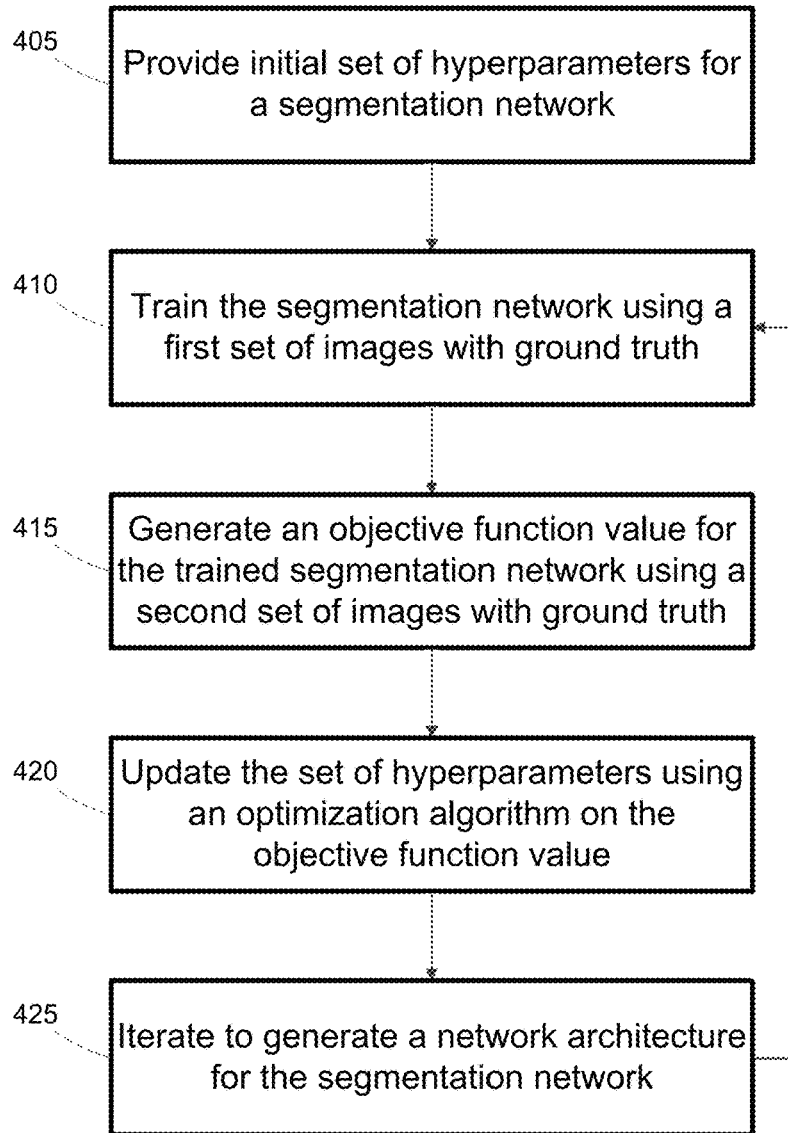 405
Provide initial set of hyperparameters for
a segmentation network
410
Train the segmentation network using a
first set of images with ground truth
415
Generate an objective function value for
the trained segmentation network using a
second set of images with ground truth
420
Update the set of hyperparameters using
an optimization algorithm on the
objective function value
425
Iterate to generate a network architecture
for the segmentation network